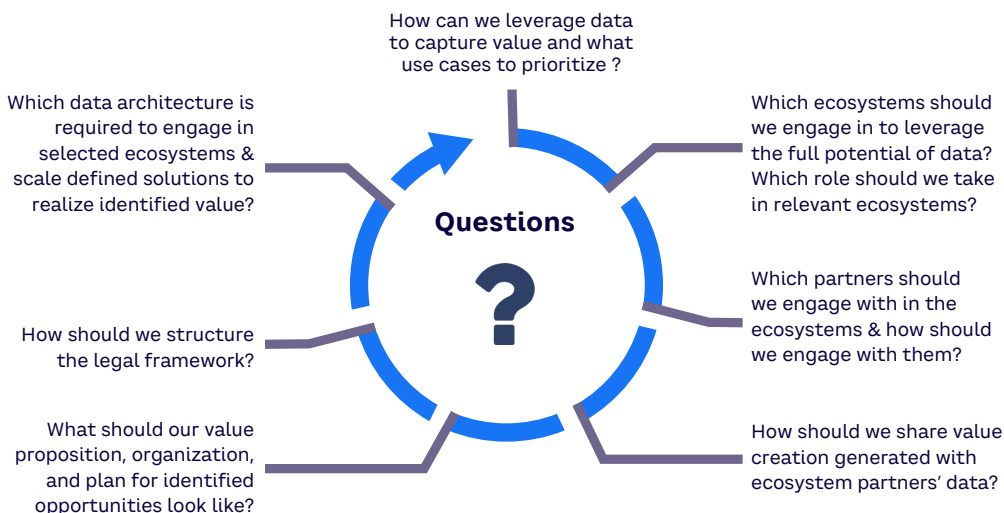 How can we leverage data
to capture value and what
use cases to prioritize ?
Which ecosystems should
we engage in to leverage
the full potential of data?
Which role should we take
in relevant ecosystems?
Which partners should
we engage with in the
ecosystems & how should
we engage with them?
How should we share value
creation generated with
ecosystem partners’ data?
What should our value
proposition, organization,
and plan for identified
opportunities look like?
How should we structure
the legal framework?
Which data architecture is
required to engage in
selected ecosystems &
scale defined solutions to
realize identified value?
Questions
?